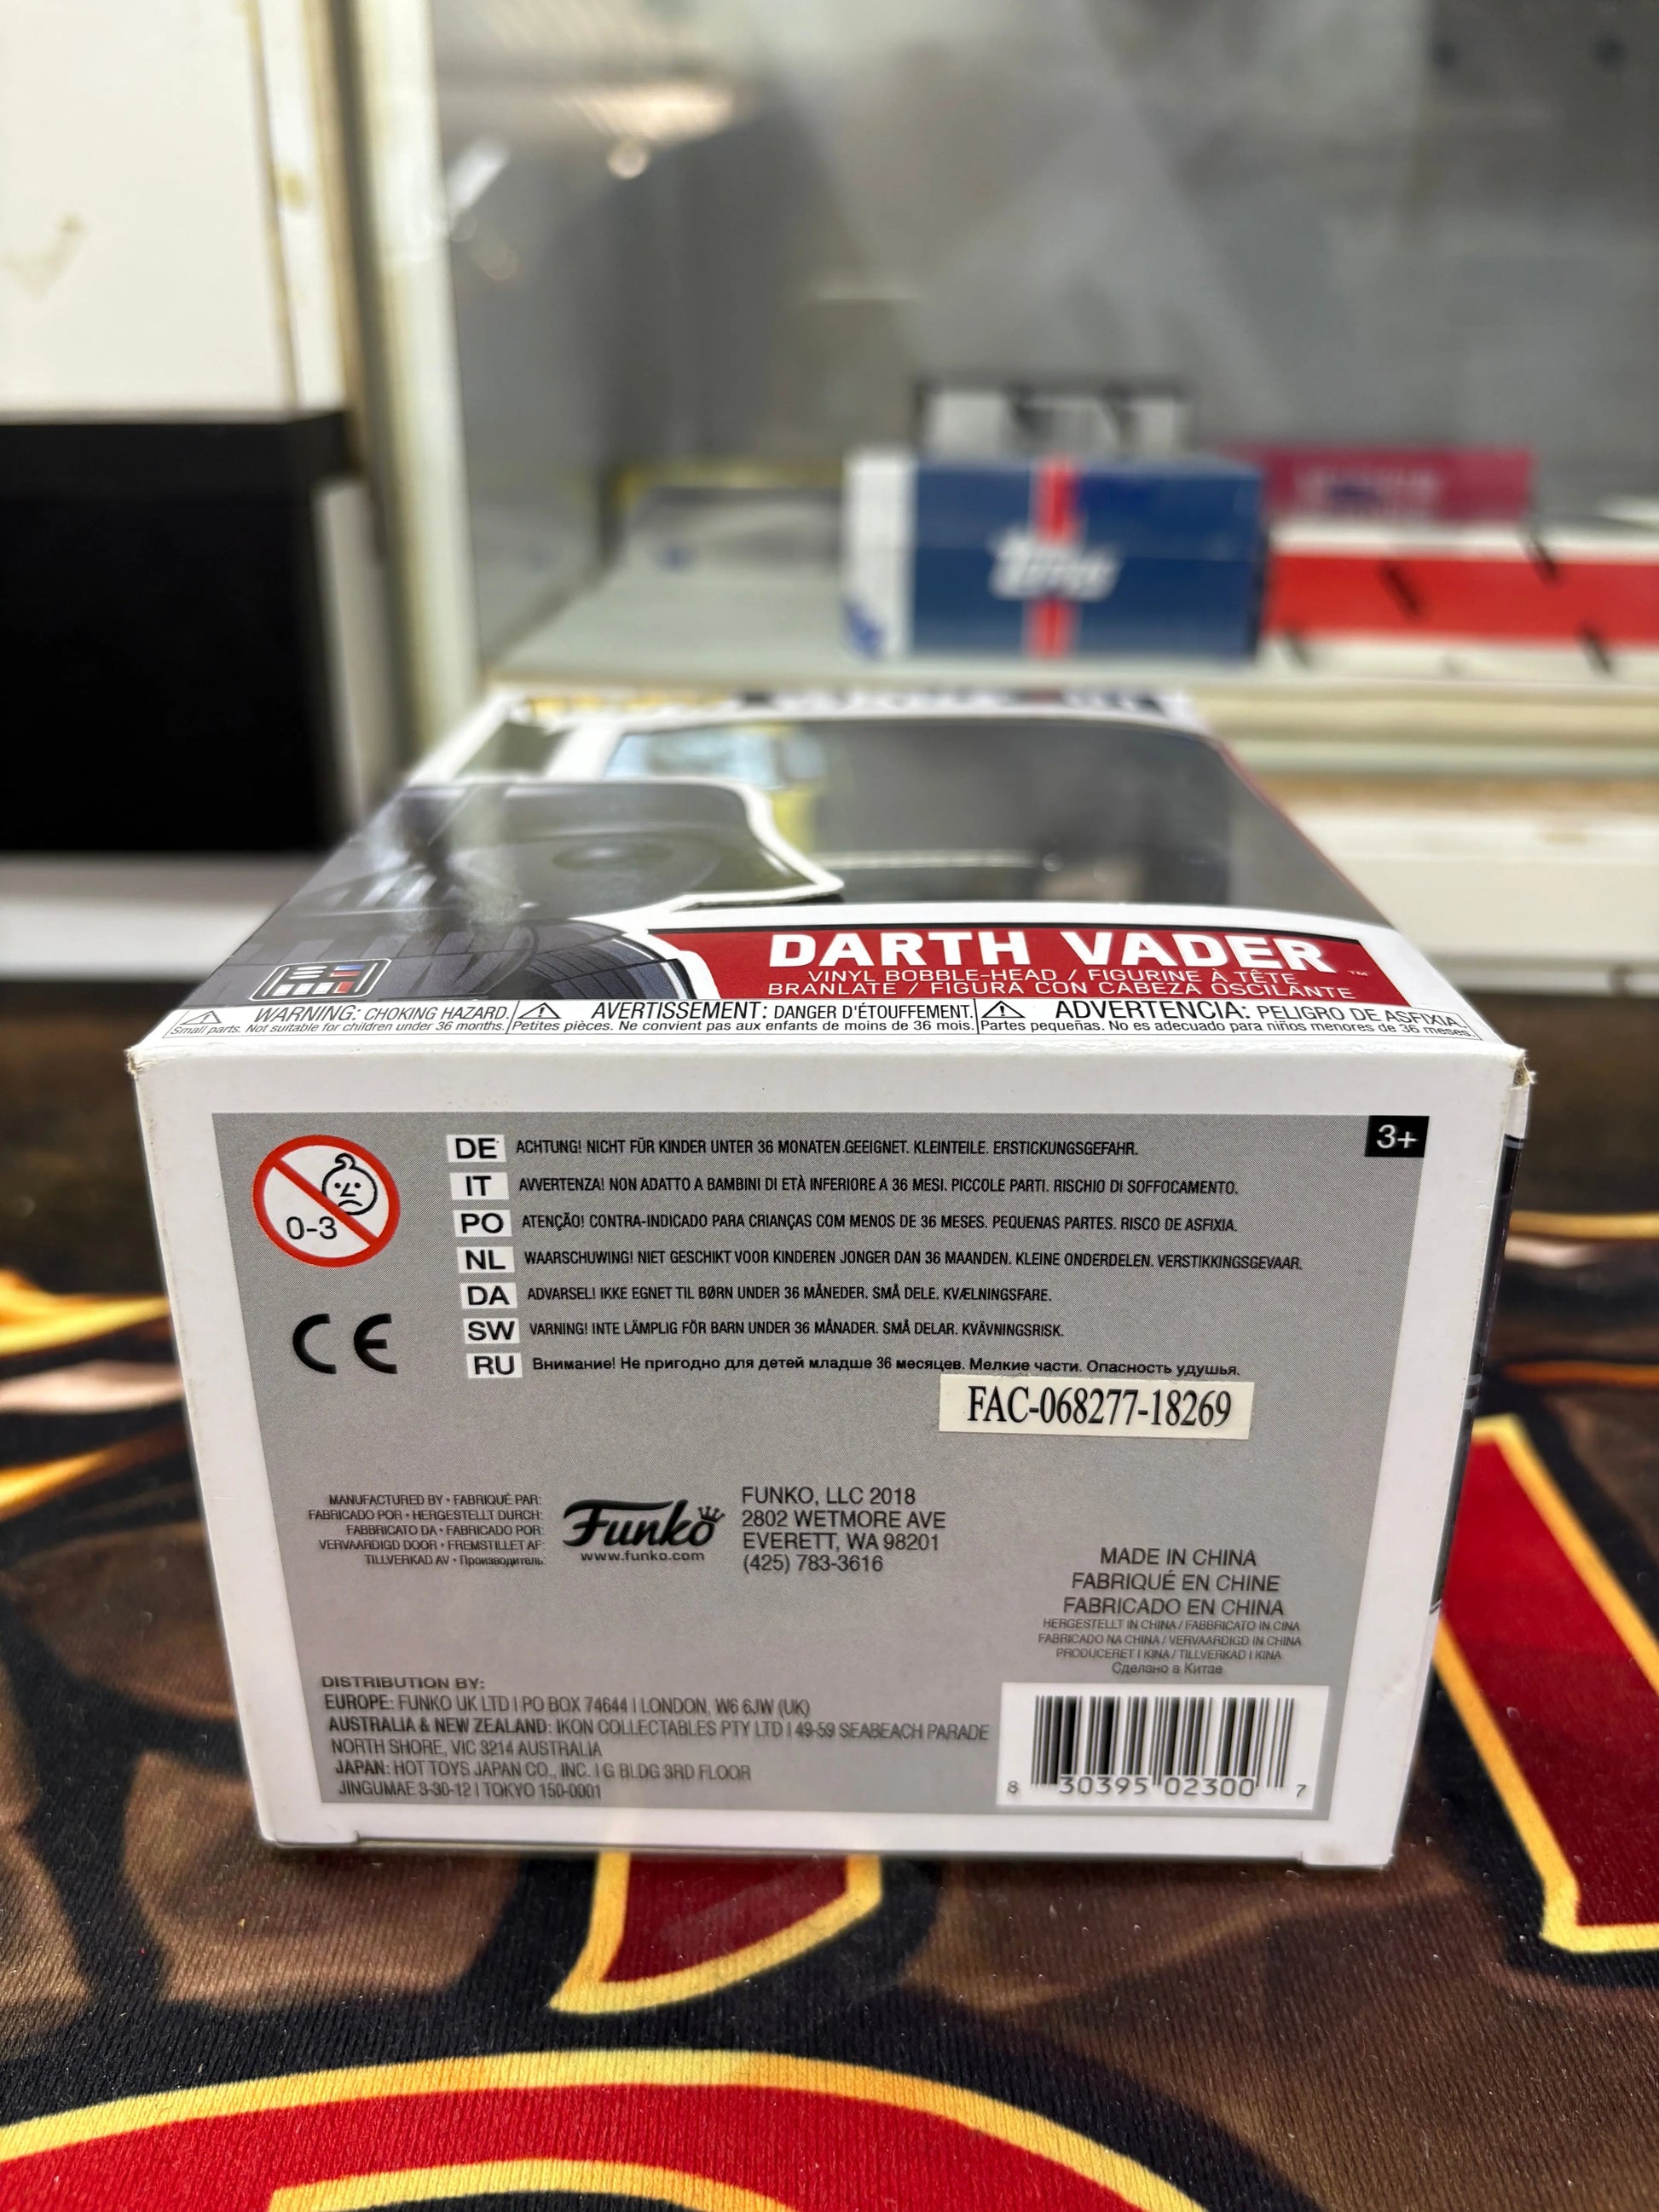 Topps
DARTH VADER™
VINYL BOBBLE-HEAD / FIGURINE À TÊTE
BRANLATE / FIGURA CON CABEZA OSCILANTE
WARNING: CHOKING HAZARD.
Small parts. Not suitable for children under 36 months.
AVERTISSEMENT: DANGER D'ÉTOUFFEMENT.
Petites pièces. Ne convient pas aux enfants de moins de 36 mois.
ADVERTENCIA: PELIGRO DE ASFIXIA.
Partes pequeñas. No es adecuado para niños menores de 36 meses.
3+
0-3
DE ACHTUNG! NICHT FÜR KINDER UNTER 36 MONATEN GEEIGNET. KLEINTEILE. ERSTICKUNGSGEFAHR.
IT AVVERTENZA! NON ADATTO A BAMBINI DI ETÀ INFERIORE A 36 MESI. PICCOLE PARTI. RISCHIO DI SOFFOCAMENTO.
PO ATENÇÃO! CONTRA-INDICADO PARA CRIANÇAS COM MENOS DE 36 MESES. PEQUENAS PARTES. RISCO DE ASFIXIA.
NL WAARSCHUWING! NIET GESCHIKT VOOR KINDEREN JONGER DAN 36 MAANDEN. KLEINE ONDERDELEN. VERSTIKKINGSGEVAAR.
DA ADVARSEL! IKKE EGNET TIL BØRN UNDER 36 MÅNEDER. SMÅ DELE. KVÆLNINGSFARE.
SW VARNING! INTE LÄMPLIG FÖR BARN UNDER 36 MÅNADER. SMÅ DELAR. KVÄVNINGSRISK.
RU Внимание! Не пригодно для детей младше 36 месяцев. Мелкие части. Опасность удушья.
CE
FAC-068277-18269
MANUFACTURED BY • FABRIQUÉ PAR:
FABRICADO POR • HERGESTELLT DURCH:
FABBRICATO DA • FABRICADO POR:
VERVAARDIGD DOOR • FREMSTILLET AF:
TILLVERKAD AV • Производитель:
Funko
www.funko.com
FUNKO, LLC 2018
2802 WETMORE AVE
EVERETT, WA 98201
(425) 783-3616
MADE IN CHINA
FABRIQUÉ EN CHINE
FABRICADO EN CHINA
HERGESTELLT IN CHINA / FABBRICATO IN CINA
FABRICADO NA CHINA / VERVAARDIGD IN CHINA
PRODUCERET I KINA / TILLVERKAD I KINA
Сделано в Китае
DISTRIBUTION BY:
EUROPE: FUNKO UK LTD | PO BOX 74644 | LONDON, W6 6JW (UK)
AUSTRALIA & NEW ZEALAND: IKON COLLECTABLES PTY LTD | 49-59 SEABEACH PARADE
NORTH SHORE, VIC 3214 AUSTRALIA
JAPAN: HOT TOYS JAPAN CO., INC. | G BLDG 3RD FLOOR
JINGUMAE 3-30-12 | TOKYO 150-0001
8 30395 02300 7